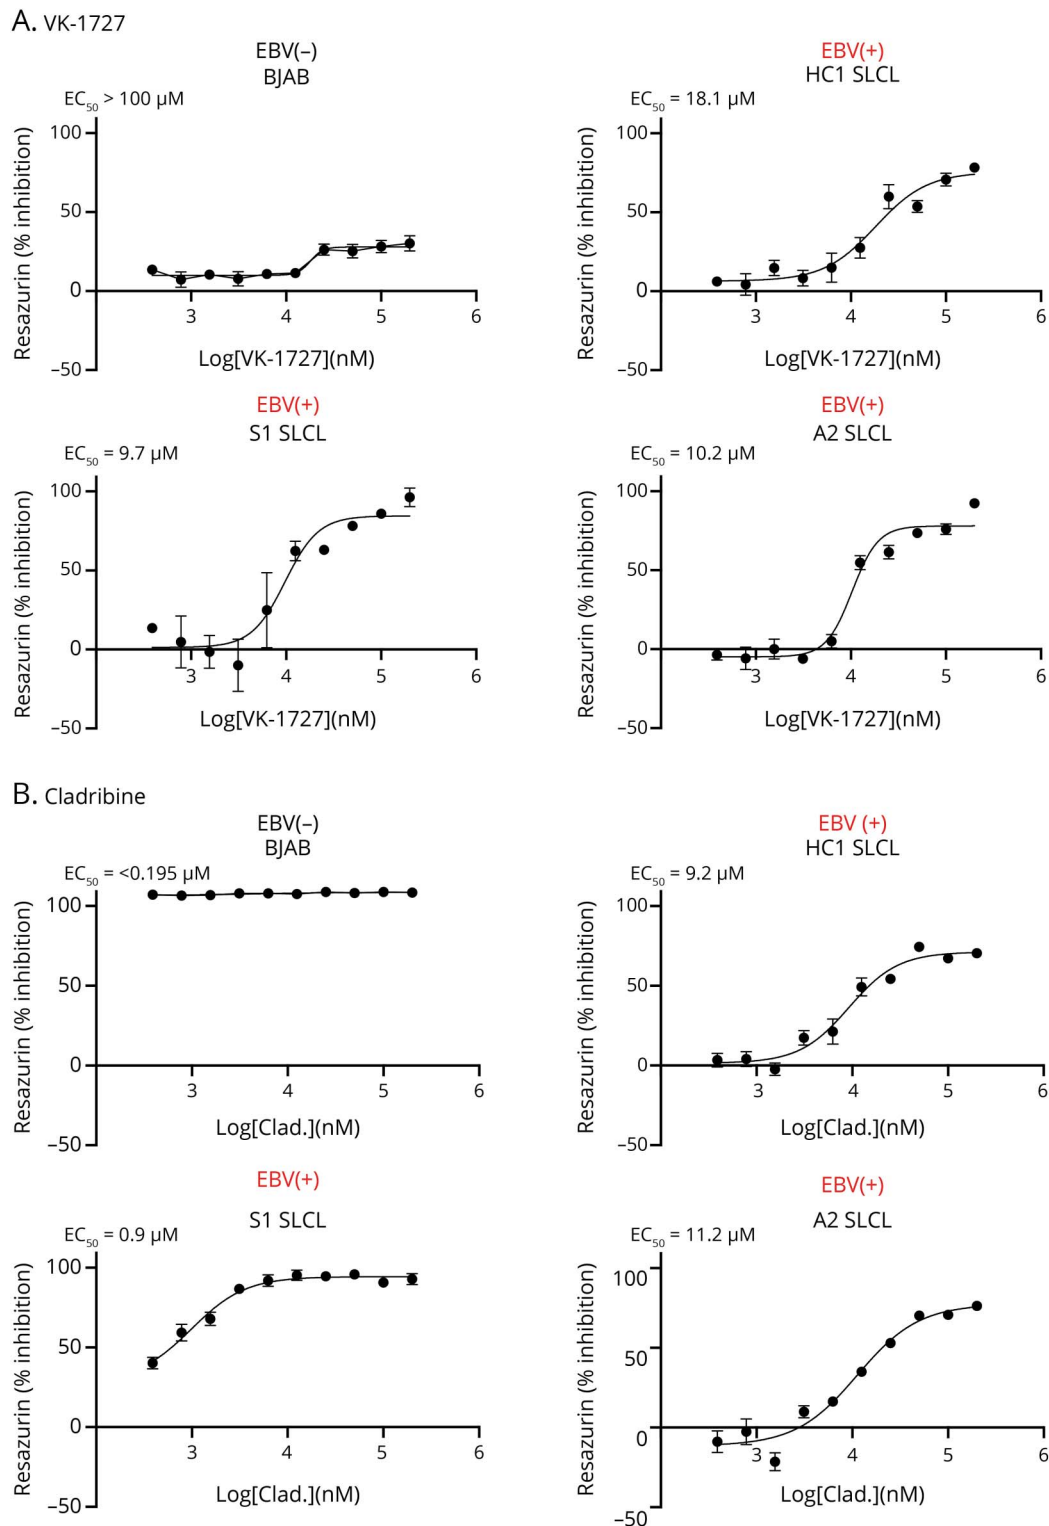 A. VK-1727
EBV(–)
BJAB
EC50 > 100 µM
Resazurin (% inhibition)
100
50
0
–50
3 4 5 6
Log[VK-1727](nM)
EBV(+)
HC1 SLCL
EC50 = 18.1 µM
Resazurin (% inhibition)
100
50
0
–50
3 4 5 6
Log[VK-1727](nM)
EBV(+)
S1 SLCL
EC50 = 9.7 µM
Resazurin (% inhibition)
100
50
0
–50
3 4 5 6
Log[VK-1727](nM)
EBV(+)
A2 SLCL
EC50 = 10.2 µM
Resazurin (% inhibition)
100
50
0
–50
3 4 5 6
Log[VK-1727](nM)
B. Cladribine
EBV(–)
BJAB
EC50 = <0.195 µM
Resazurin (% inhibition)
100
50
0
–50
3 4 5 6
Log[Clad.](nM)
EBV (+)
HC1 SLCL
EC50 = 9.2 µM
Resazurin (% inhibition)
100
50
0
–50
3 4 5 6
Log[Clad.](nM)
EBV(+)
S1 SLCL
EC50 = 0.9 µM
Resazurin (% inhibition)
100
50
0
–50
3 4 5 6
Log[Clad.](nM)
EBV(+)
A2 SLCL
EC50 = 11.2 µM
Resazurin (% inhibition)
100
50
0
–50
3 4 5 6
Log[Clad.](nM)